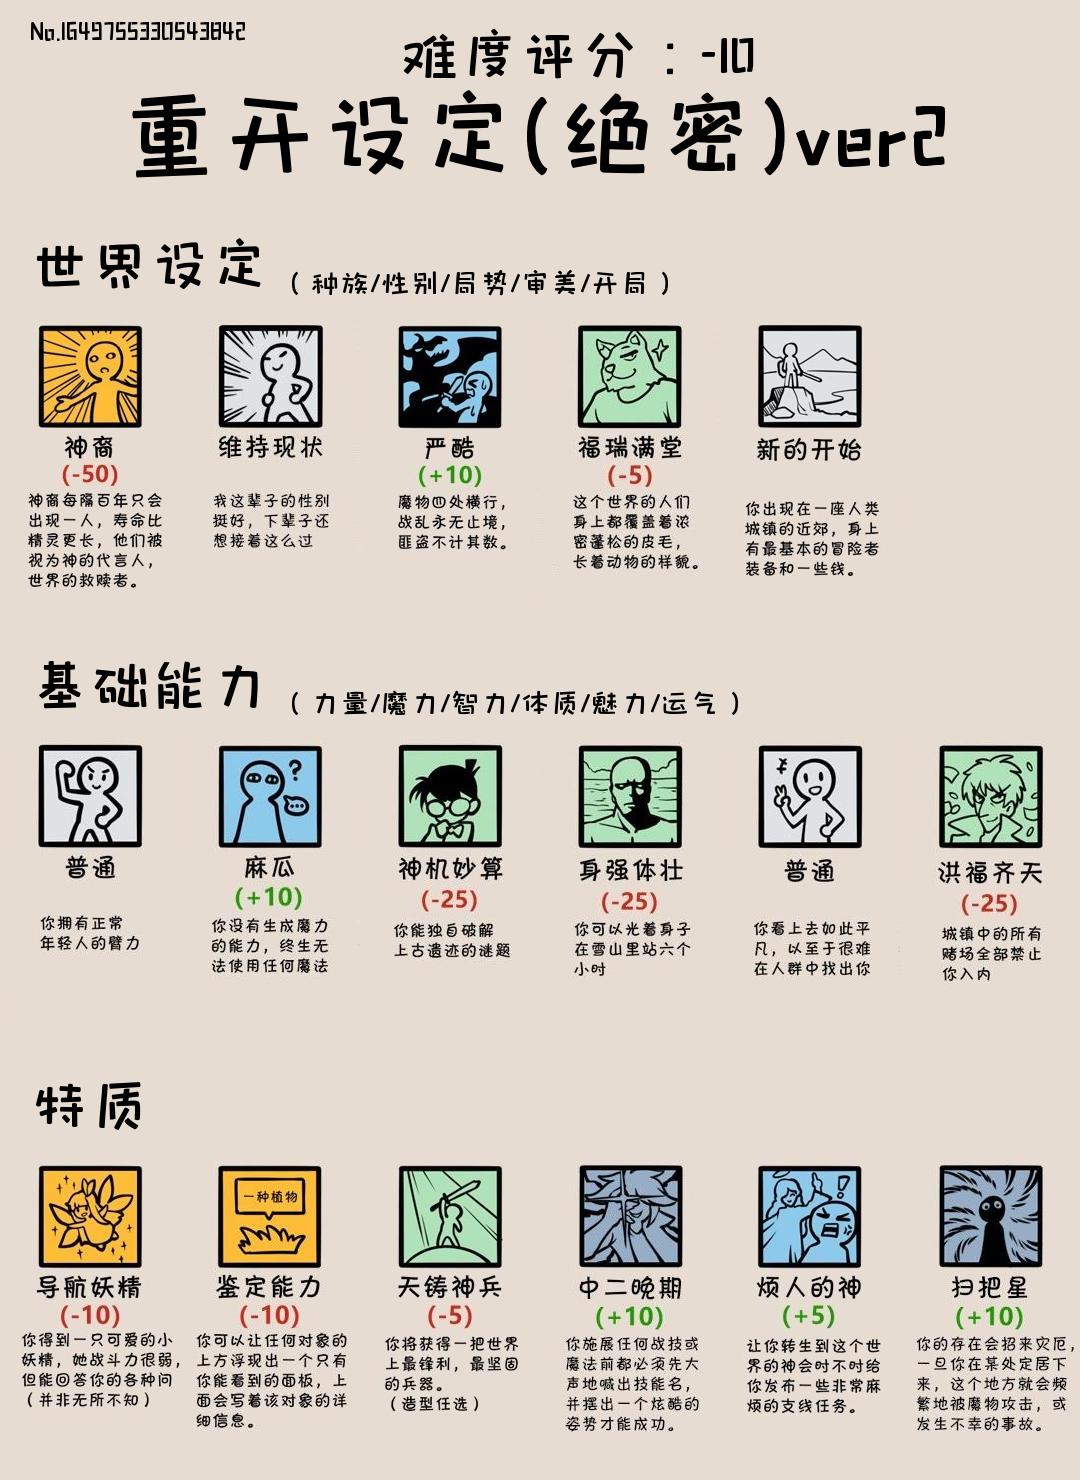 No.1649755330543842
难度评分：-10
重开设定(绝密)ver2
世界设定（种族/性别/局势/审美/开局）
神裔
(-50)
神裔每隔百年只会
出现一人，寿命比
精灵更长，他们被
视为神的代言人，
世界的救赎者。
维持现状
我这辈子的性别
挺好，下辈子还
想接着这么过
严酷
(+10)
魔物四处横行，
战乱永无止境，
匪盗不计其数。
福瑞满堂
(-5)
这个世界的人们
身上都覆盖着浓
密蓬松的皮毛，
长着动物的样貌。
新的开始
你出现在一座人类
城镇的近郊，身上
有最基本的冒险者
装备和一些钱。
基础能力（力量/魔力/智力/体质/魅力/运气）
普通
你拥有正常
年轻人的臂力
?
麻瓜
(+10)
你没有生成魔力
的能力，终生无
法使用任何魔法
神机妙算
(-25)
你能独自破解
上古遗迹的谜题
身强体壮
(-25)
你可以光着身子
在雪山里站六个
小时
普通
你看上去如此平
凡，以至于很难
在人群中找出你
洪福齐天
(-25)
城镇中的所有
赌场全部禁止
你入内
特质
导航妖精
(-10)
你得到一只可爱的小
妖精，她战斗力很弱，
但能回答你的各种问
（并非无所不知）
一种植物
鉴定能力
(-10)
你可以让任何对象的
上方浮现出一个只有
你能看到的面板，上
面会写着该对象的详
细信息。
天铸神兵
(-5)
你将获得一把世界
上最锋利，最坚固
的兵器。
（造型任选）
中二晚期
(+10)
你施展任何战技或
魔法前都必须先大
声地喊出技能名，
并摆出一个炫酷的
姿势才能成功。
!
烦人的神
(+5)
让你转生到这个世
界的神会时不时给
你发布一些非常麻
烦的支线任务。
扫把星
(+10)
你的存在会招来灾厄，
一旦你在某处定居下
来，这个地方就会频
繁地被魔物攻击，或
发生不幸的事故。